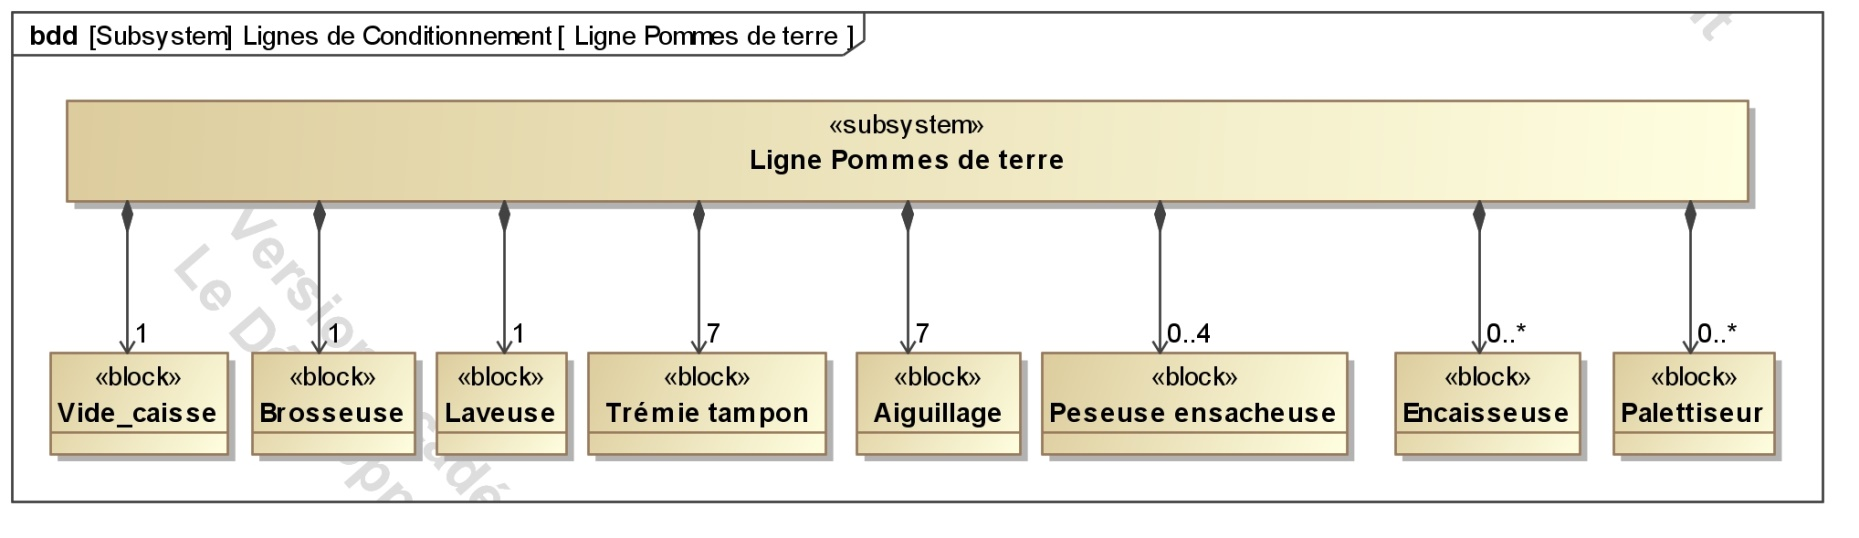 bdd [Subsystem] Lignes de Conditionnement [ Ligne Pommes de terre ]
«subsystem»
Ligne Pommes de terre
1 1 1 7 7 0..4 0..* 0..*
«block» «block» «block» «block» «block» «block» «block» «block»
Vide_caisse Brosseuse Laveuse Trémie tampon Aiguillage Peseuse ensacheuse Encaisseuse Palettiseur